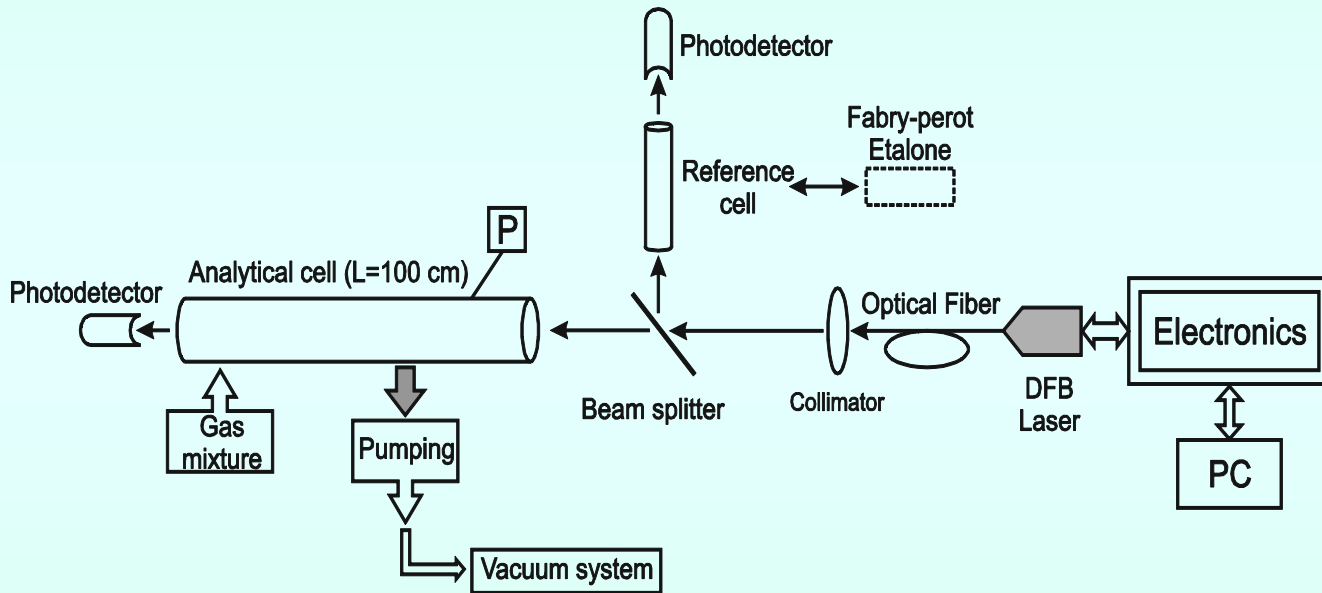 Photodetector
Fabry-perot
Etalone
Reference
cell
P
Analytical cell (L=100 cm)
Photodetector
Optical Fiber
Electronics
Beam splitter
Collimator
DFB
Laser
Gas
mixture
Pumping
PC
Vacuum system